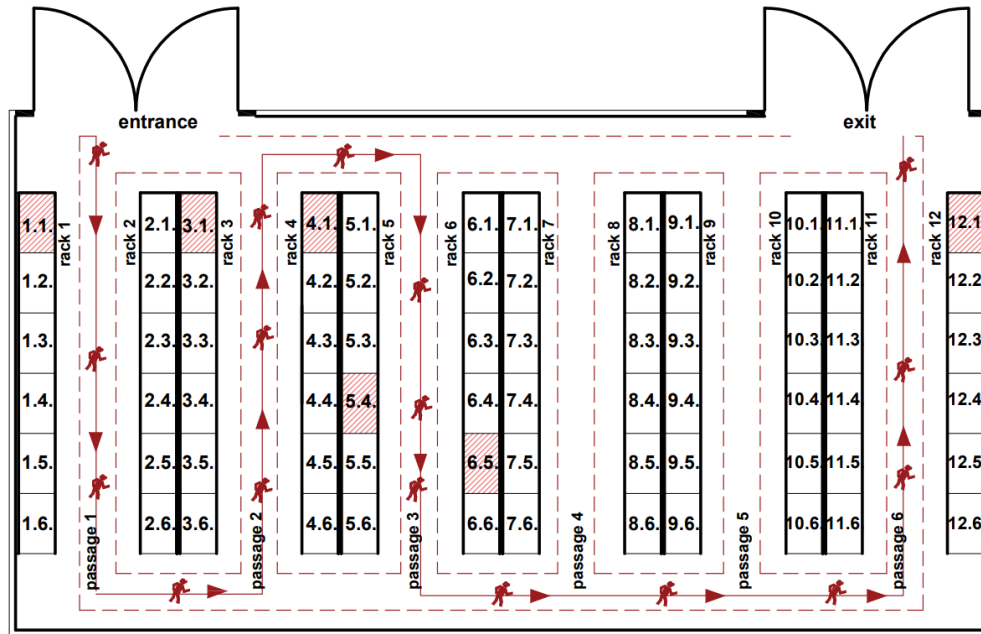 entrance
exit
1.1. 2.1. 3.1. 4.1. 5.1. 6.1. 7.1. 8.1. 9.1. 10.1. 11.1. 12.1
rack 1
rack 2
rack 3
rack 4
rack 5
rack 6
rack 7
rack 8
rack 9
rack 10
rack 11
rack 12
1.2. 2.2. 3.2. 4.2. 5.2. 6.2. 7.2. 8.2. 9.2. 10.2. 11.2. 12.2
1.3. 2.3. 3.3. 4.3. 5.3. 6.3. 7.3. 8.3. 9.3. 10.3. 11.3 12.3
1.4. 2.4. 3.4. 4.4. 5.4. 6.4. 7.4. 8.4. 9.4. 10.4. 11.4 12.4
1.5. 2.5. 3.5. 4.5. 5.5. 6.5. 7.5. 8.5. 9.5. 10.5. 11.5 12.5
1.6. 2.6. 3.6. 4.6. 5.6. 6.6. 7.6. 8.6. 9.6. 10.6. 11.6 12.6
passage 1
passage 2
passage 3
passage 4
passage 5
passage 6